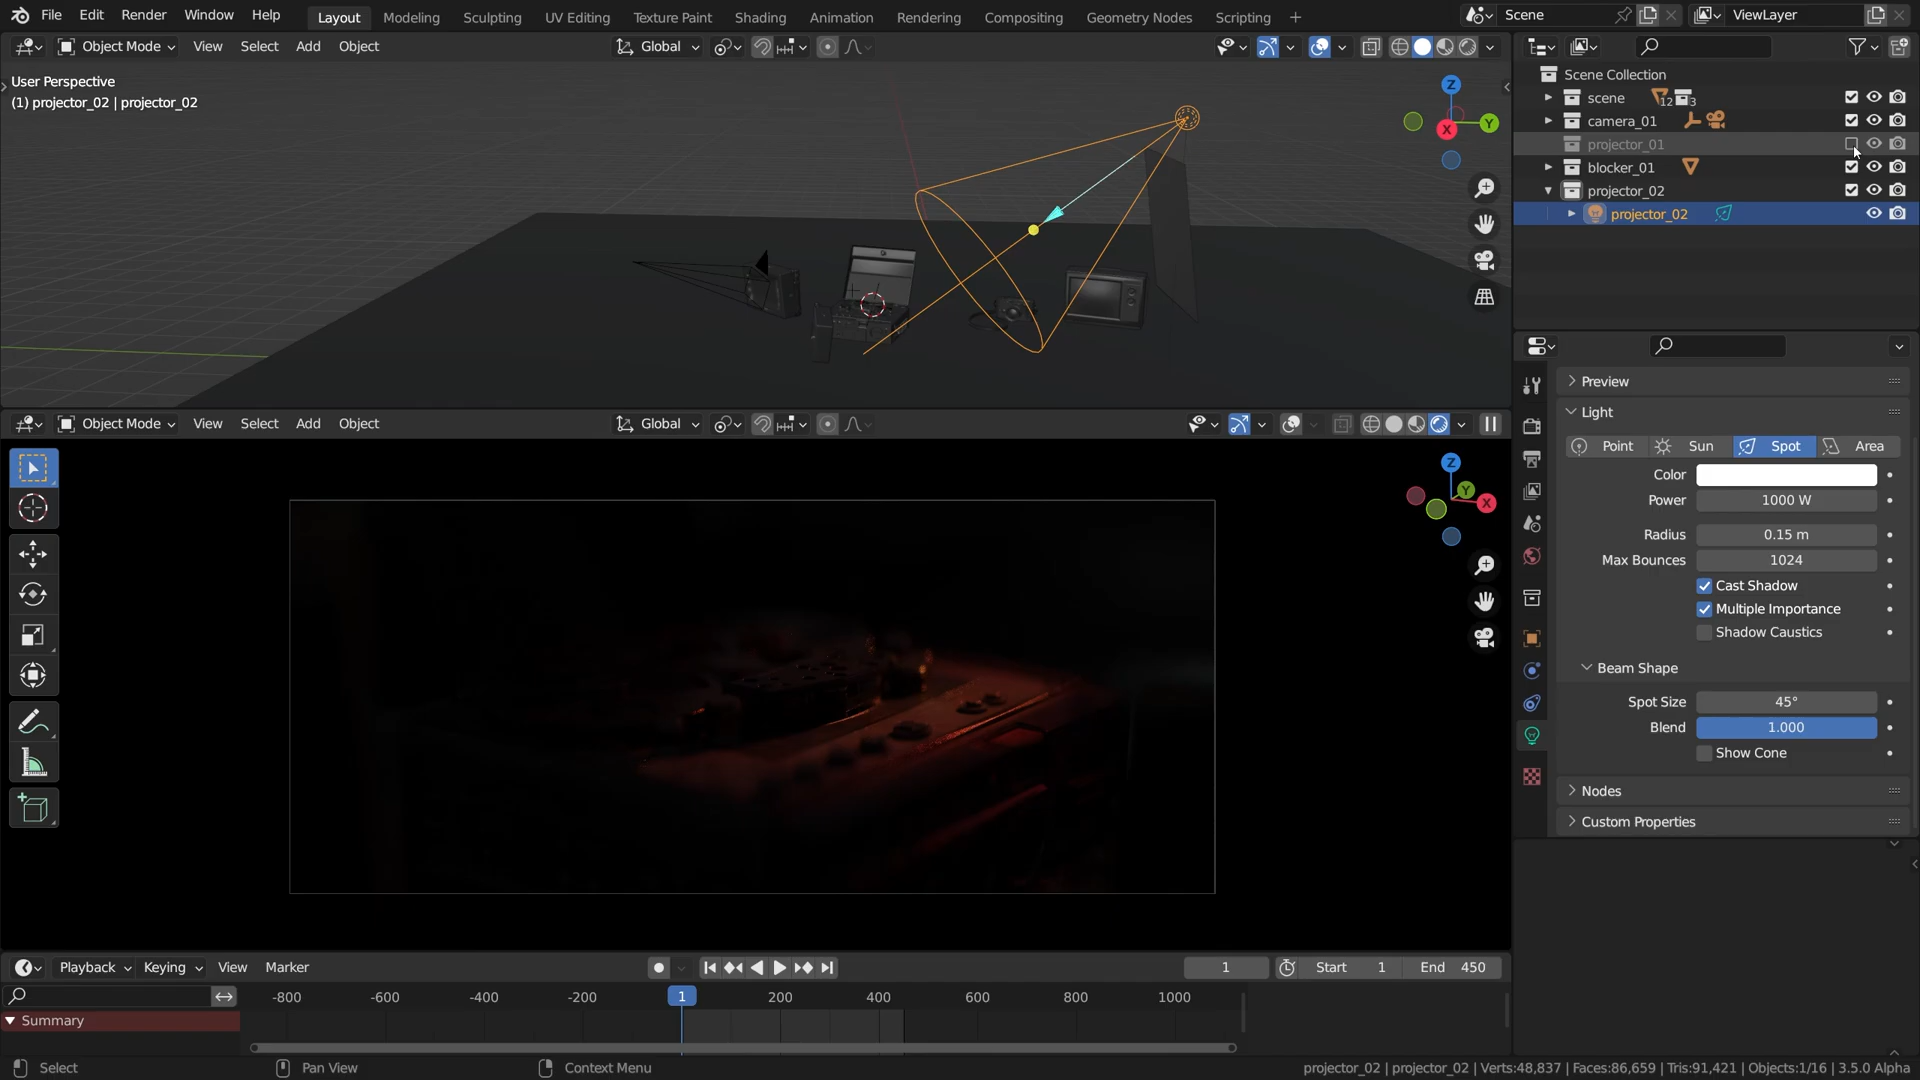 File Edit Render Window Help Layout Modeling Sculpting UV Editing Texture Paint Shading Animation Rendering Compositing Geometry Nodes Scripting + Scene ViewLayer
Object Mode View Select Add Object Global
User Perspective
(1) projector_02 | projector_02
Z
Y
X
Scene Collection
scene 12 3
camera_01
projector_01
blocker_01
projector_02
projector_02
Object Mode View Select Add Object Global
Z
Y
X
Preview
Light
Point Sun Spot Area
Color
Power 1000 W
Radius 0.15 m
Max Bounces 1024
Cast Shadow
Multiple Importance
Shadow Caustics
Beam Shape
Spot Size 45°
Blend 1.000
Show Cone
Nodes
Custom Properties
Playback Keying View Marker 1 Start 1 End 450
-800 -600 -400 -200 1 200 400 600 800 1000
Summary
Select Pan View Context Menu projector_02 | projector_02 | Verts:48,837 | Faces:86,659 | Tris:91,421 | Objects:1/16 | 3.5.0 Alpha